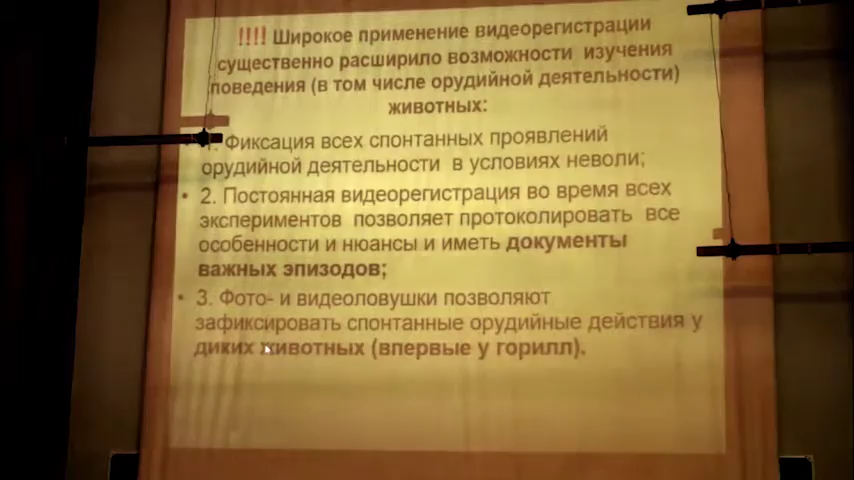 !!!! Широкое применение видеорегистрации
существенно расширило возможности изучения
поведения (в том числе орудийной деятельности)
животных:
Фиксация всех спонтанных проявлений
орудийной деятельности в условиях неволи;
• 2. Постоянная видеорегистрация во время всех
экспериментов позволяет протоколировать все
особенности и нюансы и иметь документы
важных эпизодов;
• 3. Фото- и видеоловушки позволяют
зафиксировать спонтанные орудийные действия у
диких животных (впервые у горилл).